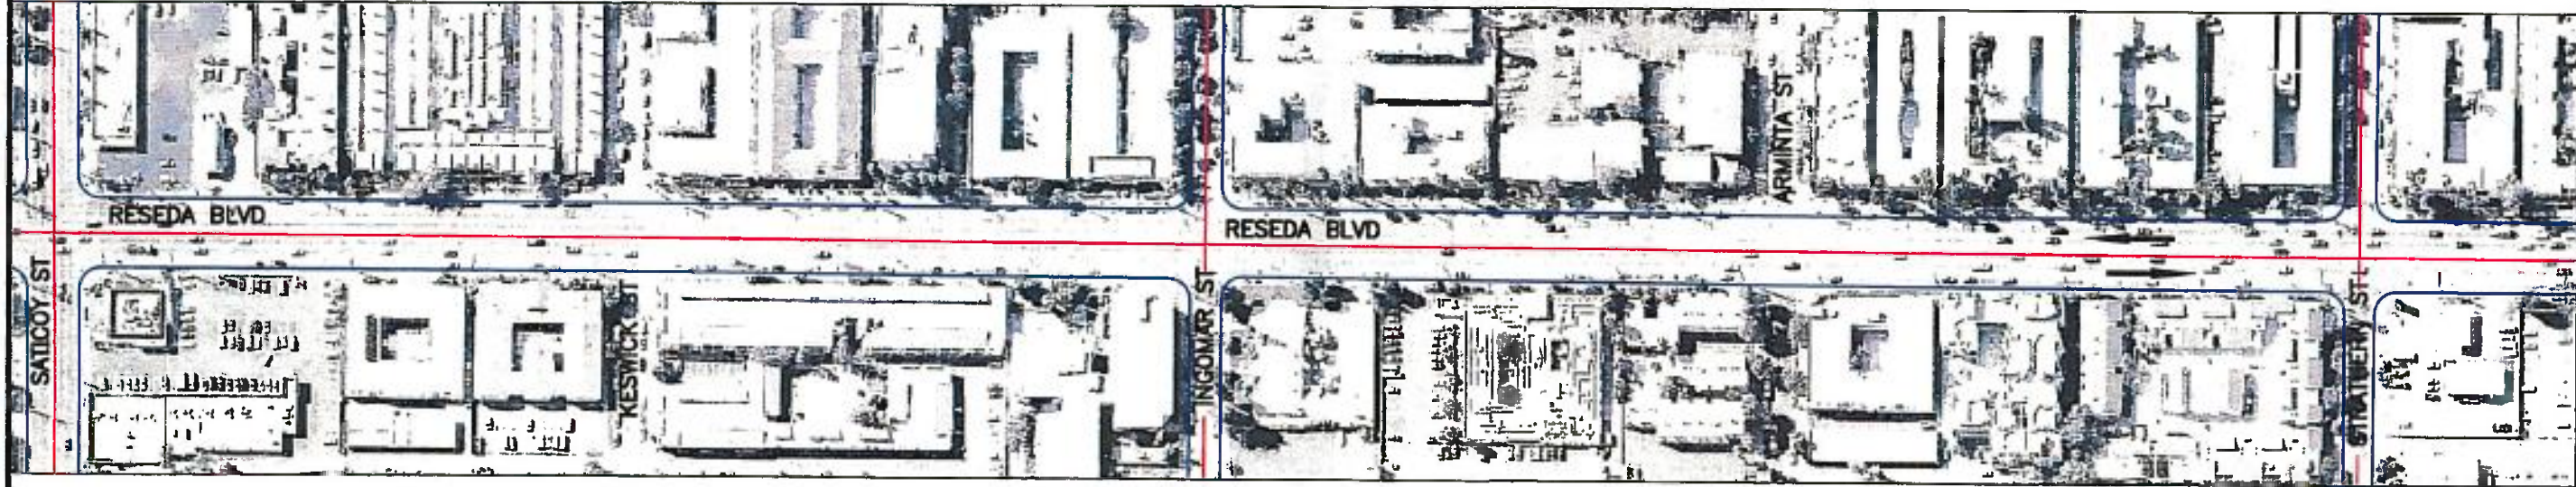 RESEDA BLVD
RESEDA BLVD
ARMINTA ST
SATICOY ST
KESWICK ST
INGOMAR ST
STRATHERN ST